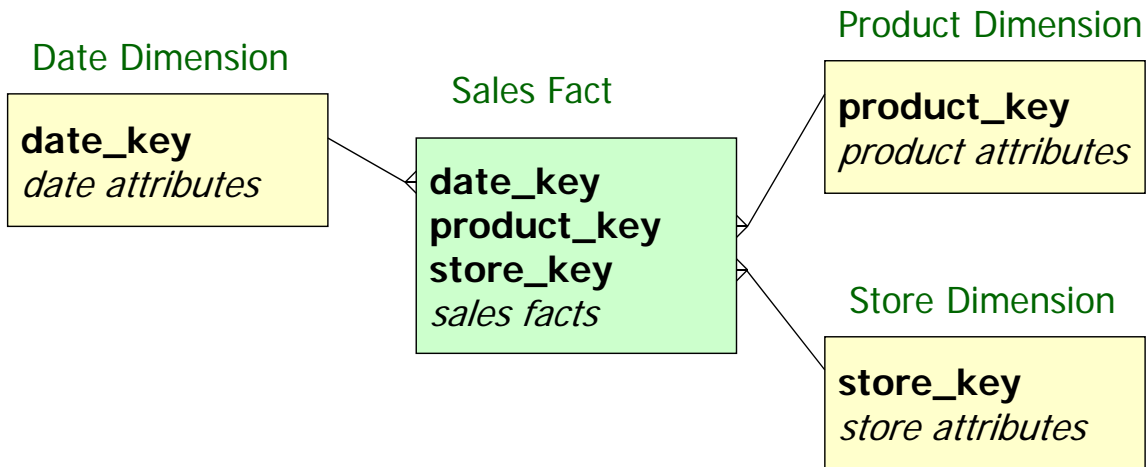 Date Dimension
date_key
date attributes
Sales Fact
date_key
product_key
store_key
sales facts
Product Dimension
product_key
product attributes
Store Dimension
store_key
store attributes